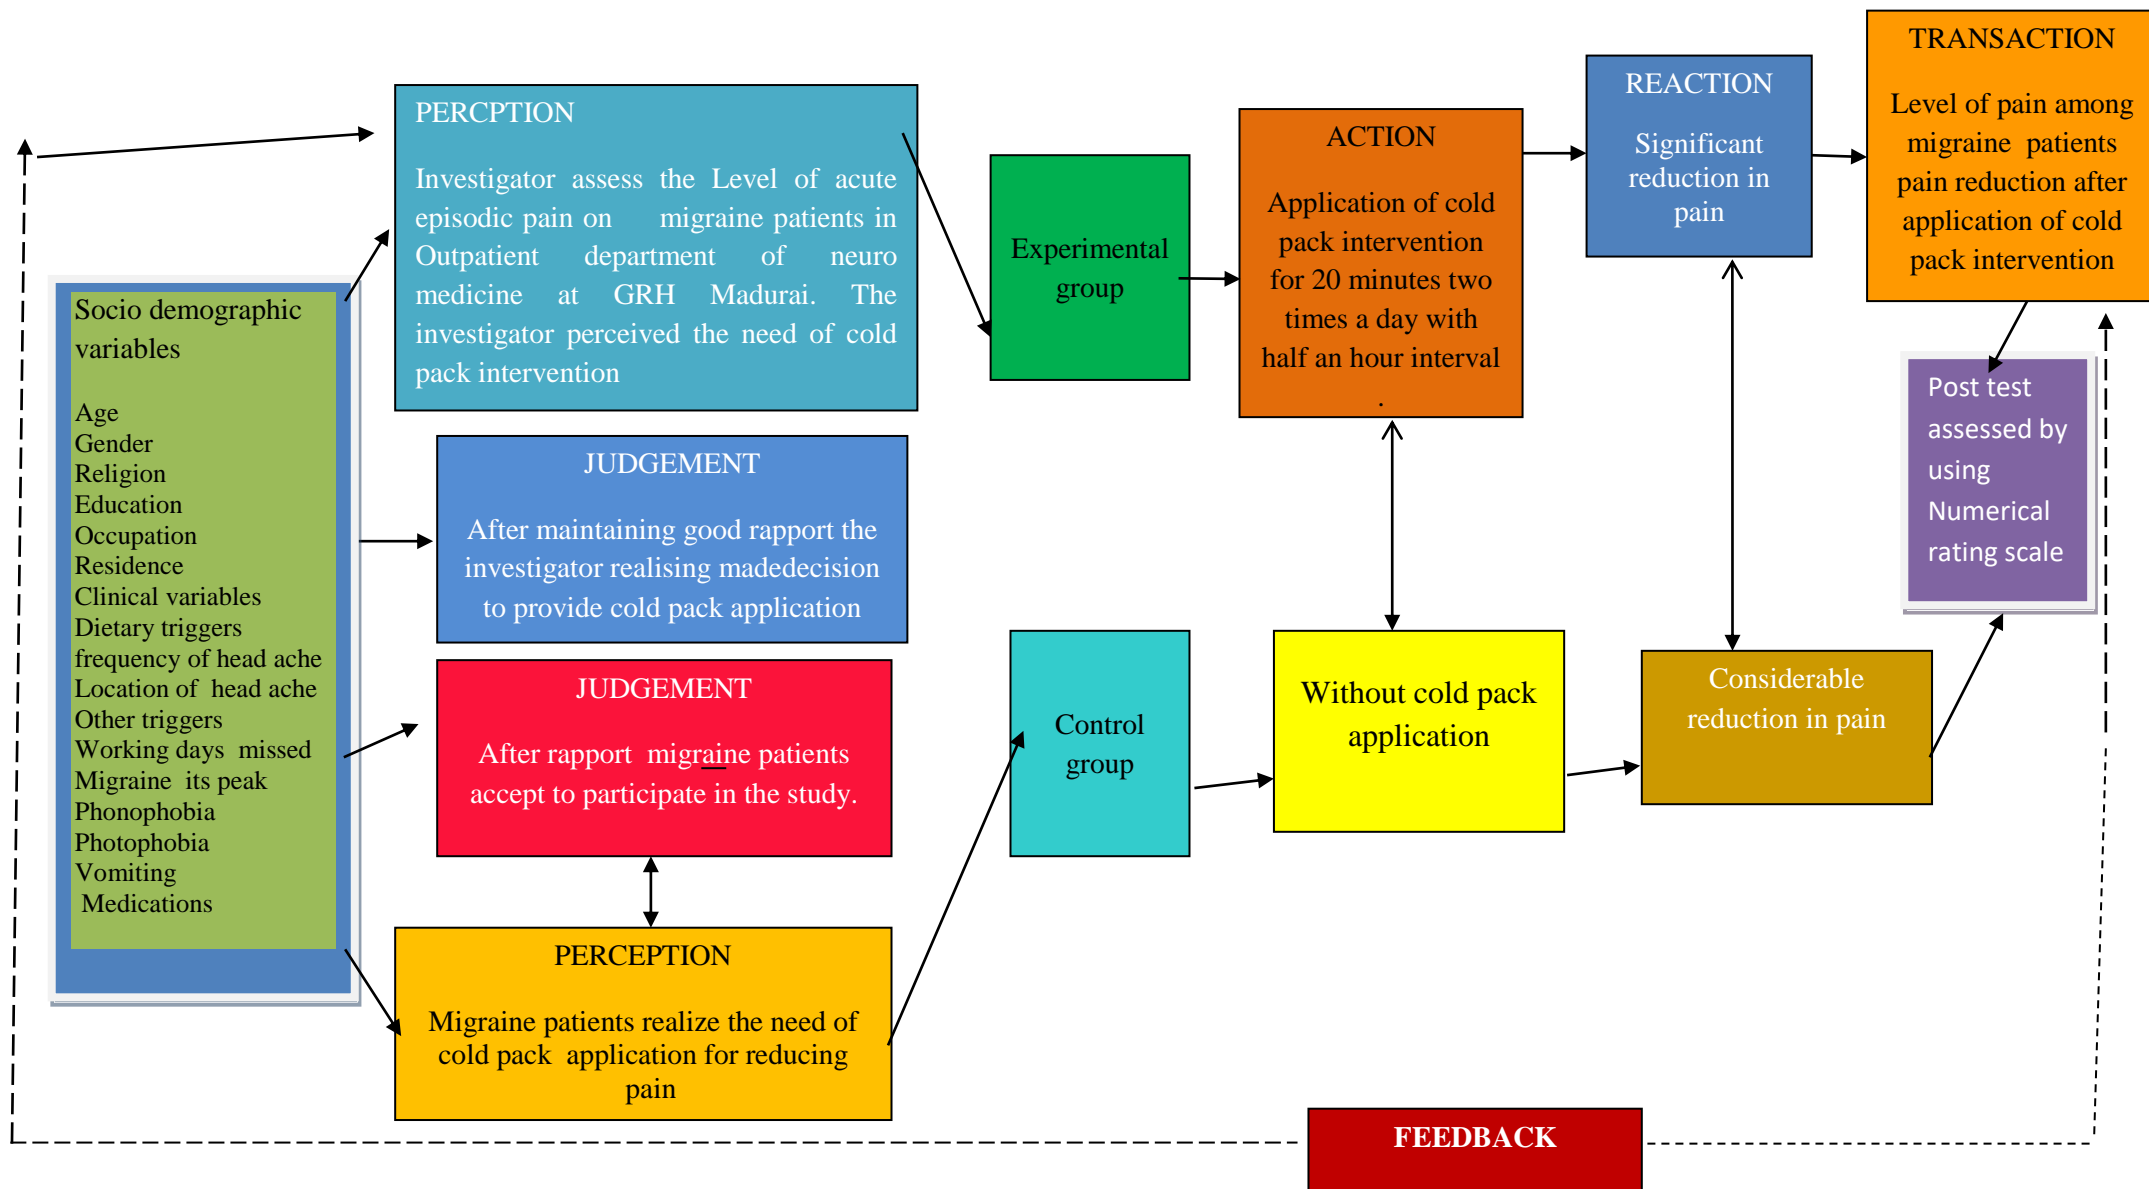 Socio demographic
variables
Age
Gender
Religion
Education
Occupation
Residence
Clinical variables
Dietary triggers
frequency of head ache
Location of  head ache
Other triggers
Working days  missed
Migraine  its peak
Phonophobia
Photophobia
Vomiting
Medications
PERCPTION
Investigator assess the Level of acute
episodic pain on migraine patients in
Outpatient department of neuro
medicine at GRH Madurai. The
investigator perceived the need of cold
pack intervention
JUDGEMENT
After maintaining good rapport the
investigator realising madedecision
to provide cold pack application
JUDGEMENT
After rapport  migraine patients
accept to participate in the study.
PERCEPTION
Migraine patients realize the need of
cold pack  application for reducing
pain
Experimental
group
Control
group
ACTION
Application of cold
pack intervention
for 20 minutes two
times a day with
half an hour interval
.
Without cold pack
application
REACTION
Significant
reduction in
pain
Considerable
reduction in pain
TRANSACTION
Level of pain among
migraine  patients
pain reduction after
application of cold
pack intervention
Post test
assessed by
using
Numerical
rating scale
FEEDBACK